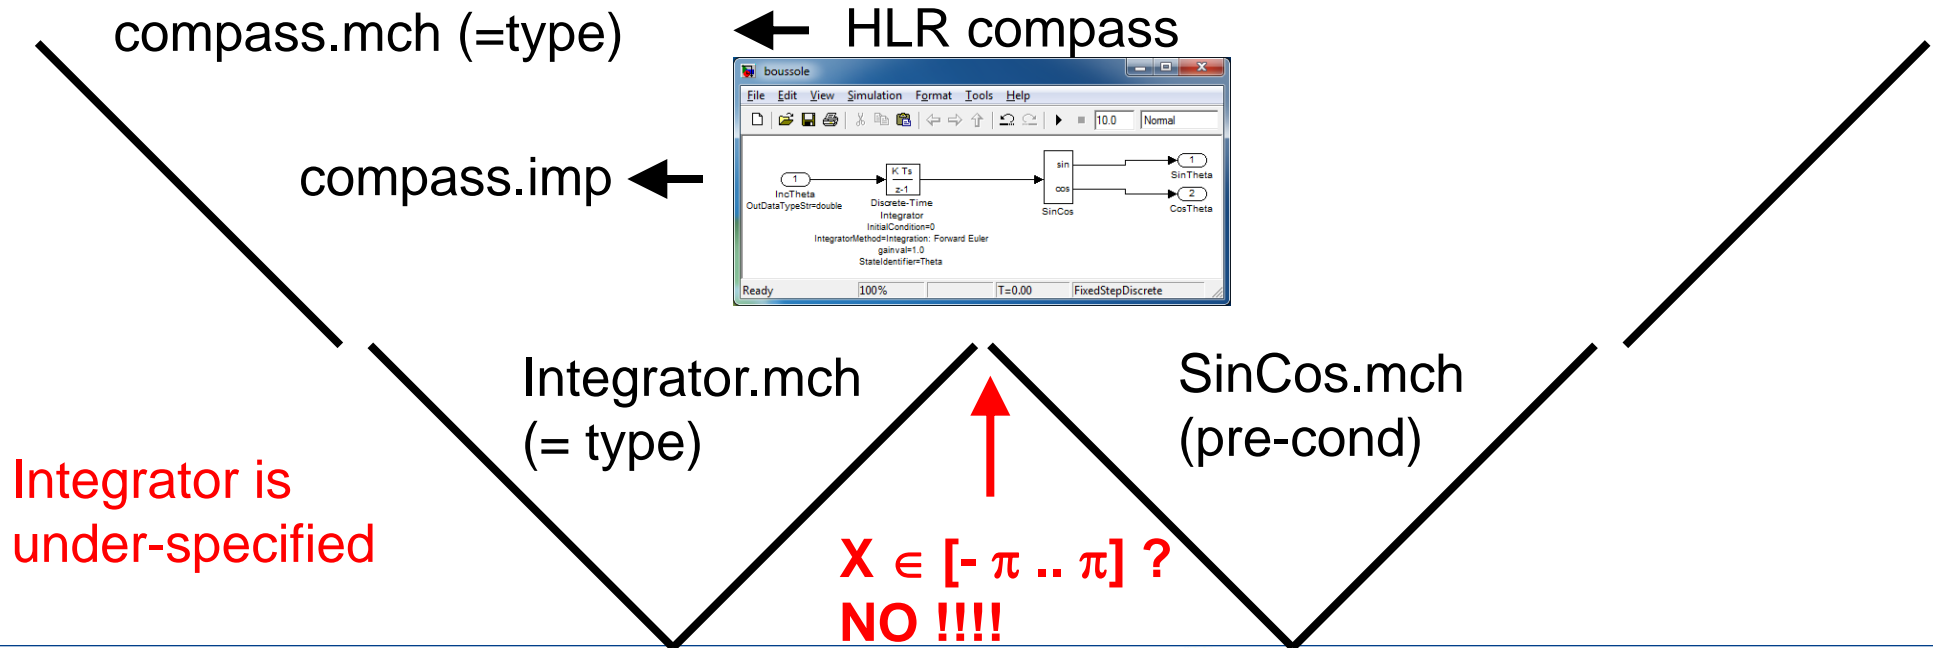 compass.mch (=type)
HLR compass
boussole
File Edit View Simulation Format Tools Help
10.0 Normal
compass.imp
1
IncTheta
OutDataTypeStr=double
K Ts
z-1
Discrete-Time
Integrator
InitialCondition=0
IntegratorMethod=Integration: Forward Euler
gainval=1.0
StateIdentifier=Theta
sin
cos
SinCos
1
SinTheta
2
CosTheta
Ready 100% T=0.00 FixedStepDiscrete
Integrator.mch
(= type)
SinCos.mch
(pre-cond)
Integrator is
under-specified
X ∈ [- π .. π] ?
NO !!!!